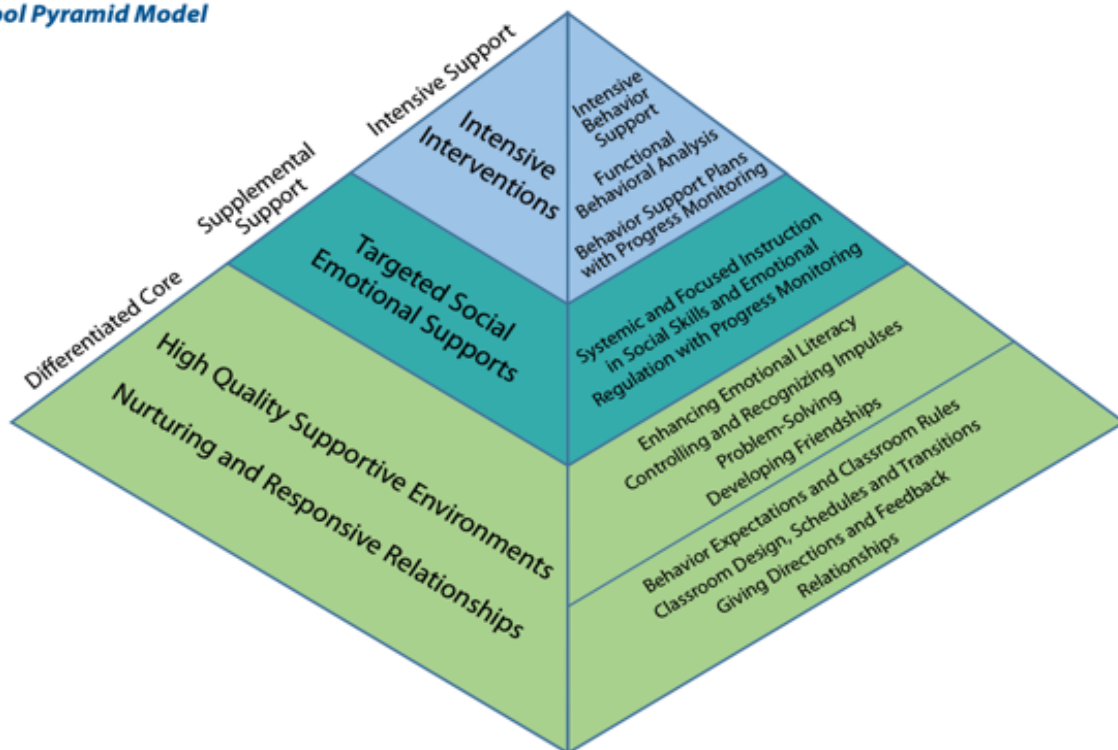 Pyramid Model
Intensive Support
Supplemental
Support
Differentiated Core
Intensive
Interventions
Targeted Social
Emotional Supports
High Quality Supportive Environments
Nurturing and Responsive Relationships
Intensive
Behavior
Support
Functional
Behavioral Analysis
Behavior Support Plans
with Progress Monitoring
Systemic and Focused Instruction
in Social Skills and Emotional
Regulation with Progress Monitoring
Enhancing Emotional Literacy
Controlling and Recognizing Impulses
Problem-Solving
Developing Friendships
Behavior Expectations and Classroom Rules
Classroom Design, Schedules and Transitions
Giving Directions and Feedback
Relationships